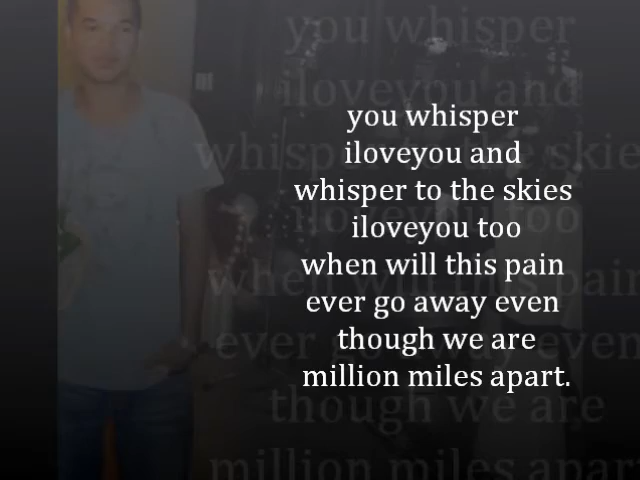 you whisper
iloveyou and
whisper to the skies
iloveyou too
when will this pain
ever go away even
though we are
million miles apart.